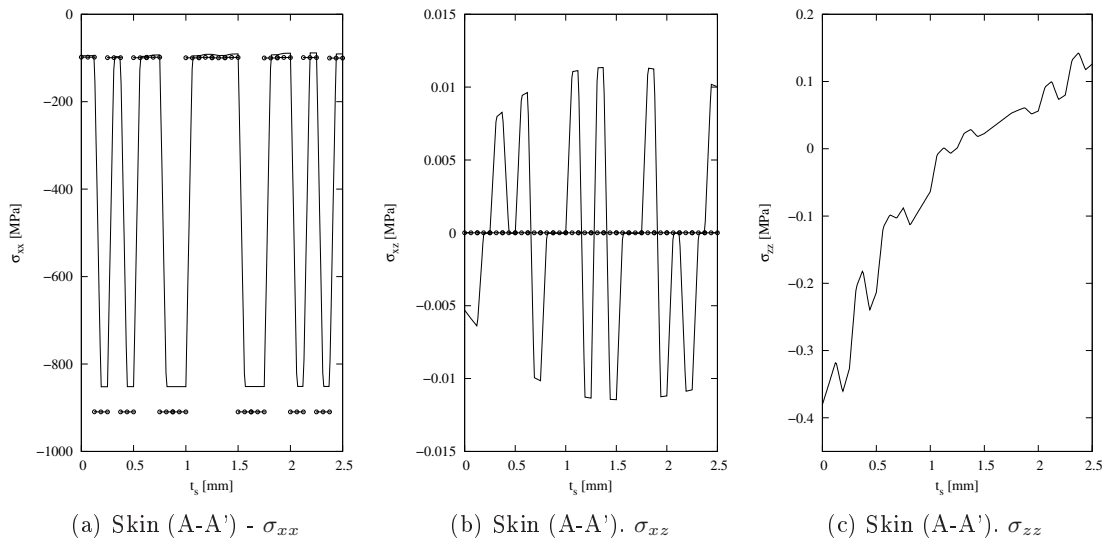 0
−200
−400
−600
−800
−1000
σxx [MPa]
0 0.5 1 1.5 2 2.5
ts [mm]
(a) Skin (A-A') - σxx
0.015
0.01
0.005
0
−0.005
−0.01
−0.015
σxz [MPa]
0 0.5 1 1.5 2 2.5
ts [mm]
(b) Skin (A-A'). σxz
0.2
0.1
0
−0.1
−0.2
−0.3
−0.4
σzz [MPa]
0 0.5 1 1.5 2 2.5
ts [mm]
(c) Skin (A-A'). σzz